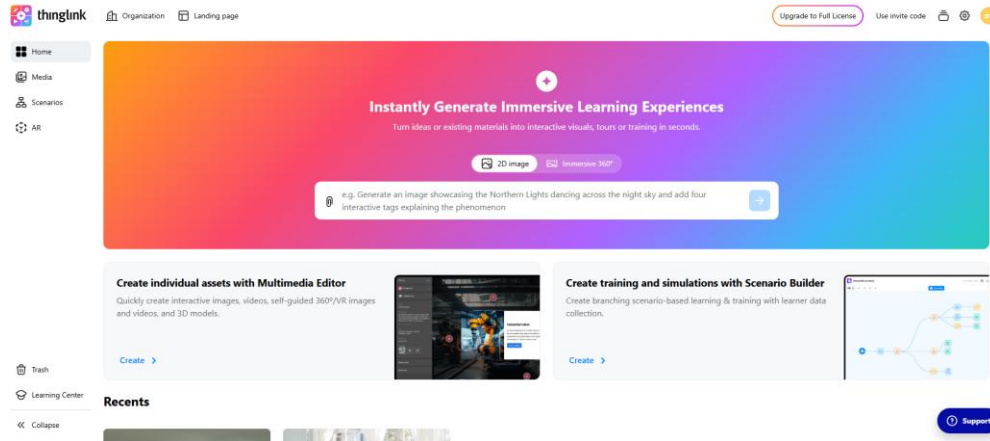 thinglink
Organization
Landing page
Upgrade to Full License
Use invite code
Home
Media
Scenarios
AR
Instantly Generate Immersive Learning Experiences
Turn ideas or existing materials into interactive visuals, tours or training in seconds.
2D image
Immersive 360°
e.g. Generate an image showcasing the Northern Lights dancing across the night sky and add four
interactive tags explaining the phenomenon
Create individual assets with Multimedia Editor
Quickly create interactive images, videos, self-guided 360°/VR images
and videos, and 3D models.
Create
Create training and simulations with Scenario Builder
Create branching scenario-based learning & training with learner data
collection.
Create
Trash
Learning Center
Collapse
Recents
Support